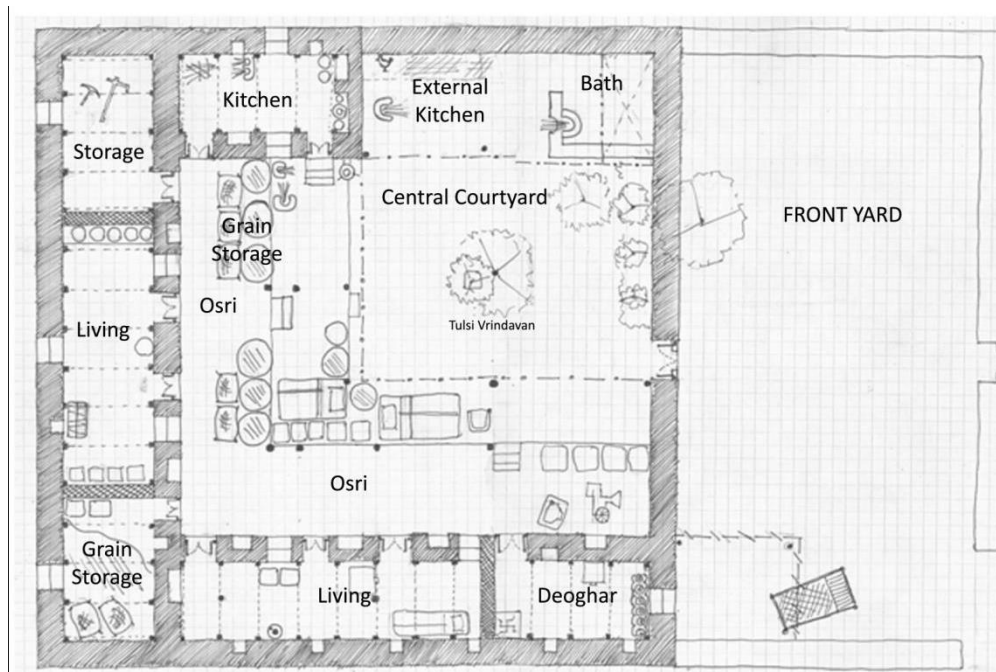 Kitchen
External
Kitchen
Bath
Storage
Central Courtyard
FRONT YARD
Grain
Storage
Osri
Living
Tulsi Vrindavan
Osri
Grain
Storage
Living
Deoghar